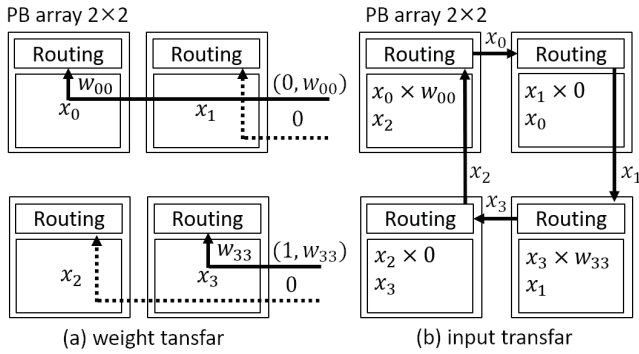 PB array 2×2
Routing
Routing
w₀₀
(0, w₀₀)
x₀
x₁
0
Routing
Routing
w₃₃
(1, w₃₃)
x₂
x₃
0
(a) weight tansfar
PB array 2×2
x₀
Routing
Routing
x₀ × w₀₀
x₂
x₁ × 0
x₀
x₂
x₁
x₃
Routing
Routing
x₂ × 0
x₃
x₃ × w₃₃
x₁
(b) input transfar